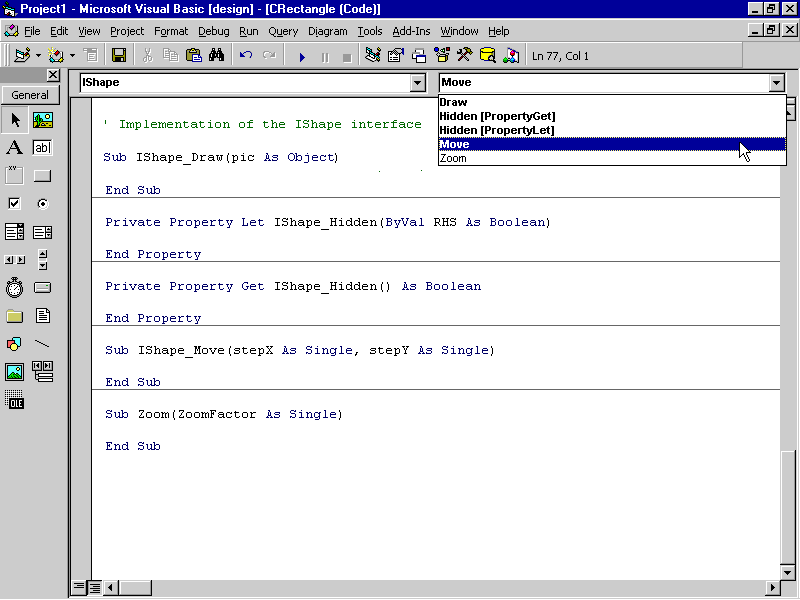 Project1 - Microsoft Visual Basic [design] - [CRectangle (Code)]
File Edit View Project Format Debug Run Query Diagram Tools Add-Ins Window Help
Ln 77, Col 1
General
IShape
Move
Draw
Hidden [PropertyGet]
Hidden [PropertyLet]
Move
Zoom
A
ab|
xy
OLE
' Implementation of the IShape interface
Sub IShape_Draw(pic As Object)
End Sub
Private Property Let IShape_Hidden(ByVal RHS As Boolean)
End Property
Private Property Get IShape_Hidden() As Boolean
End Property
Sub IShape_Move(stepX As Single, stepY As Single)
End Sub
Sub Zoom(ZoomFactor As Single)
End Sub